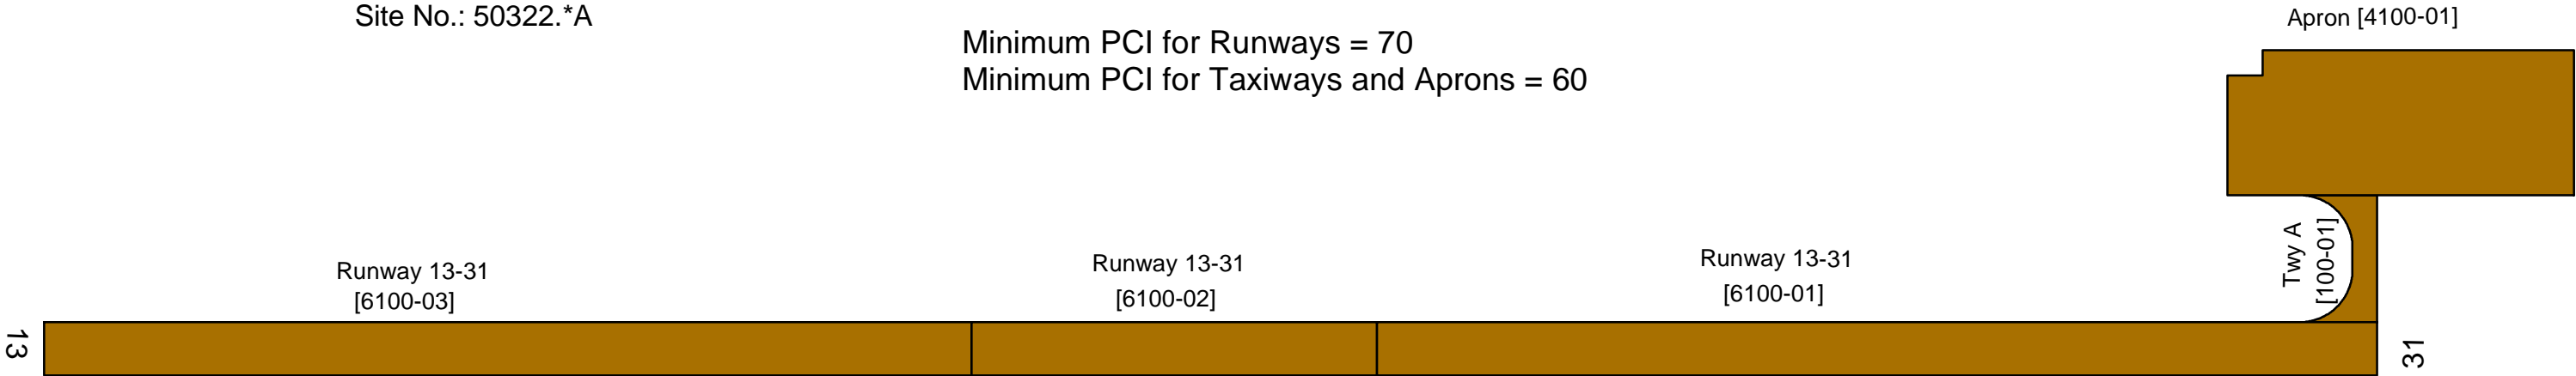 Site No.: 50322.*A
Apron [4100-01]
Minimum PCI for Runways = 70
Minimum PCI for Taxiways and Aprons = 60
Runway 13-31
[6100-03]
Runway 13-31
[6100-02]
Runway 13-31
[6100-01]
Twy A
[100-01]
13
31